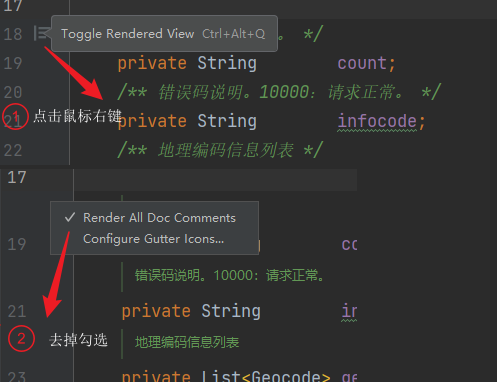 17
18 Toggle Rendered View Ctrl+Alt+Q 。 */
19 private String count;
20 /** 错误码说明。10000: 请求正常。 */
21 private String infocode;
1 点击鼠标右键
22 /** 地理编码信息列表 */
17
✓ Render All Doc Comments
19 co
Configure Gutter Icons...
错误码说明。10000: 请求正常。
21 private String in
地理编码信息列表
2 去掉勾选
23 private List<Geocode> ge